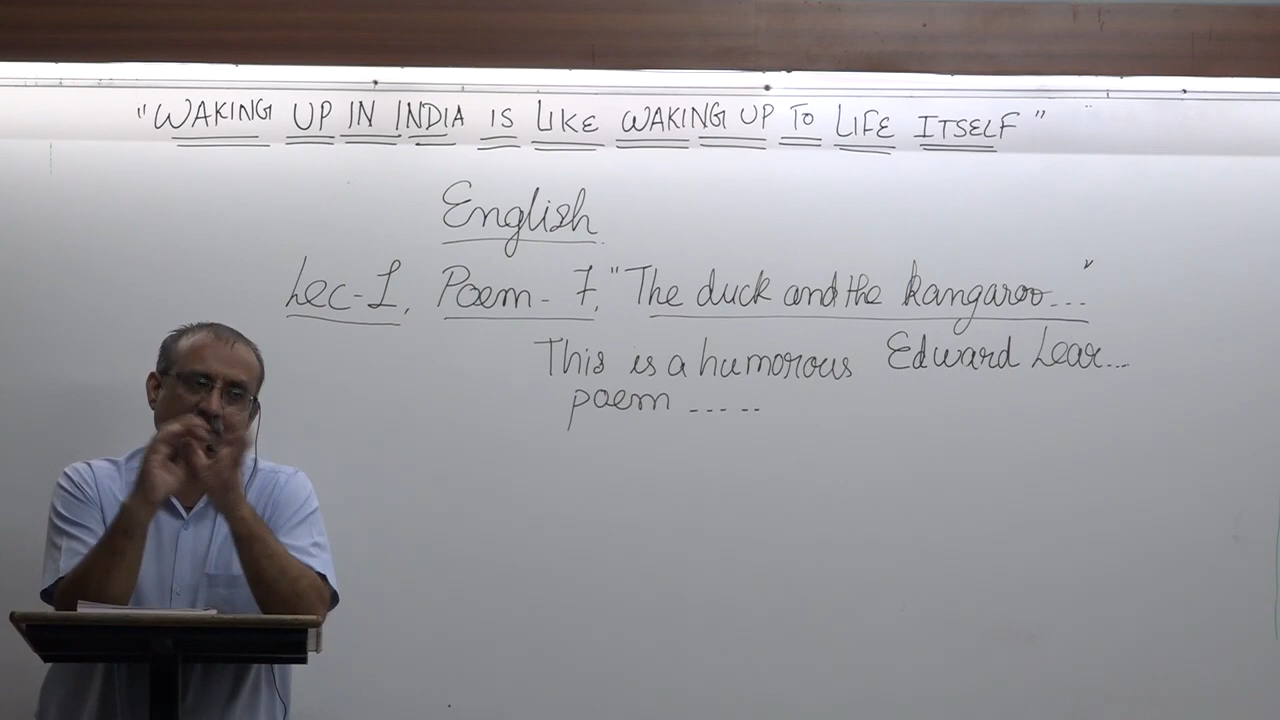 "WAKING UP IN INDIA IS LIKE WAKING UP TO LIFE ITSELF"
English
Lec-1, Poem - 7, "The duck and the kangaroo..."
This is a humorous Edward Lear...
poem .....